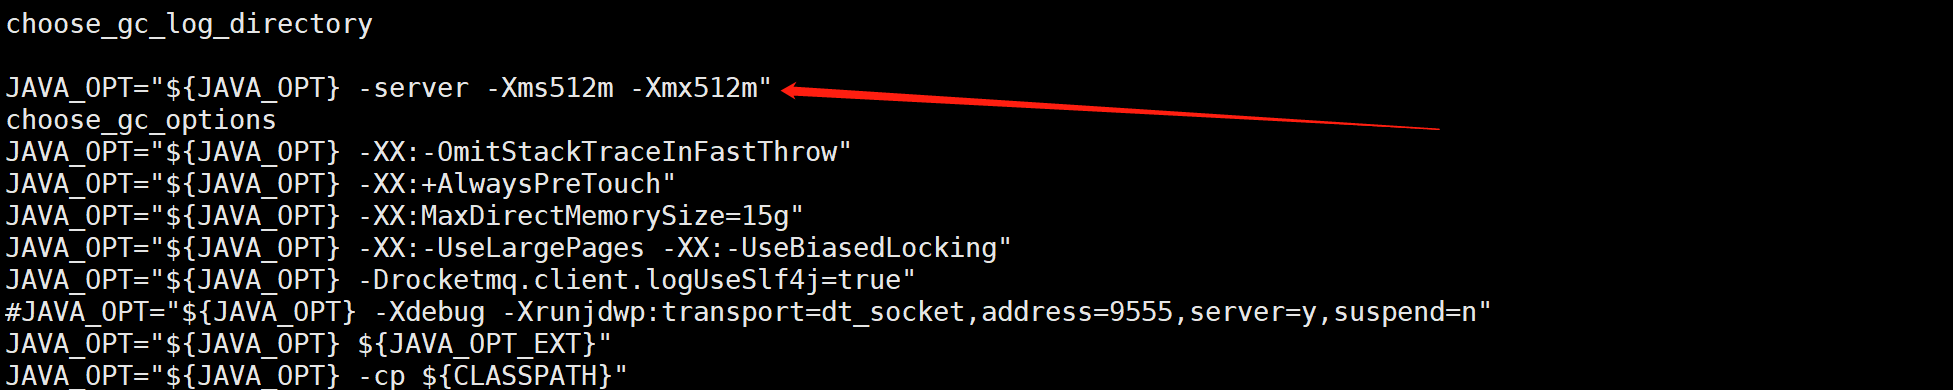 choose_gc_log_directory
JAVA_OPT="${JAVA_OPT} -server -Xms512m -Xmx512m"
choose_gc_options
JAVA_OPT="${JAVA_OPT} -XX:-OmitStackTraceInFastThrow"
JAVA_OPT="${JAVA_OPT} -XX:+AlwaysPreTouch"
JAVA_OPT="${JAVA_OPT} -XX:MaxDirectMemorySize=15g"
JAVA_OPT="${JAVA_OPT} -XX:-UseLargePages -XX:-UseBiasedLocking"
JAVA_OPT="${JAVA_OPT} -Drocketmq.client.logUseSlf4j=true"
#JAVA_OPT="${JAVA_OPT} -Xdebug -Xrunjdwp:transport=dt_socket,address=9555,server=y,suspend=n"
JAVA_OPT="${JAVA_OPT} ${JAVA_OPT_EXT}"
JAVA_OPT="${JAVA_OPT} -cp ${CLASSPATH}"